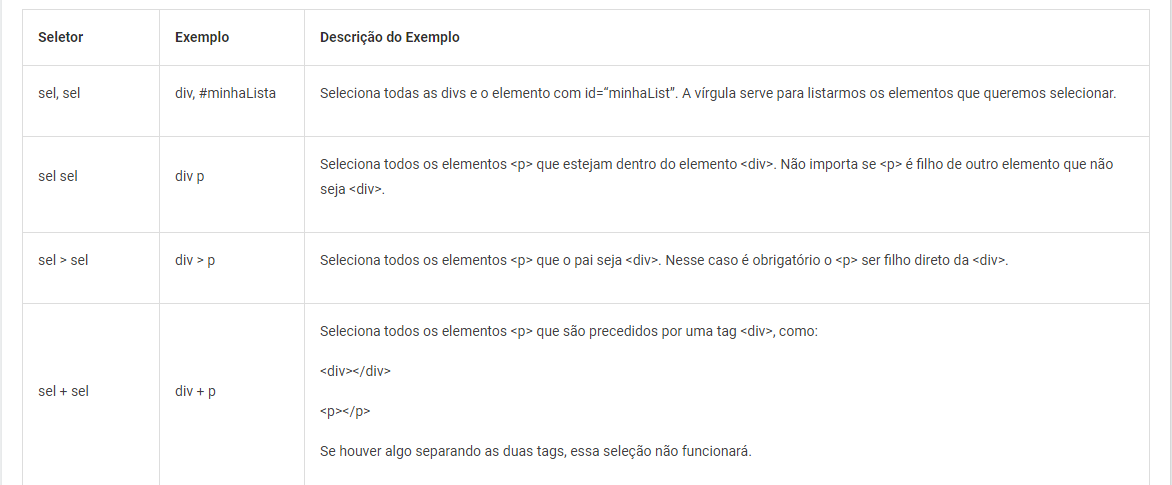 Seletor Exemplo Descrição do Exemplo
sel, sel div, #minhaLista Seleciona todas as divs e o elemento com id=“minhaList”. A vírgula serve para listarmos os elementos que queremos selecionar.
sel sel div p Seleciona todos os elementos <p> que estejam dentro do elemento <div>. Não importa se <p> é filho de outro elemento que não
seja <div>.
sel > sel div > p Seleciona todos os elementos <p> que o pai seja <div>. Nesse caso é obrigatório o <p> ser filho direto da <div>.
sel + sel div + p Seleciona todos os elementos <p> que são precedidos por uma tag <div>, como:
<div></div>
<p></p>
Se houver algo separando as duas tags, essa seleção não funcionará.